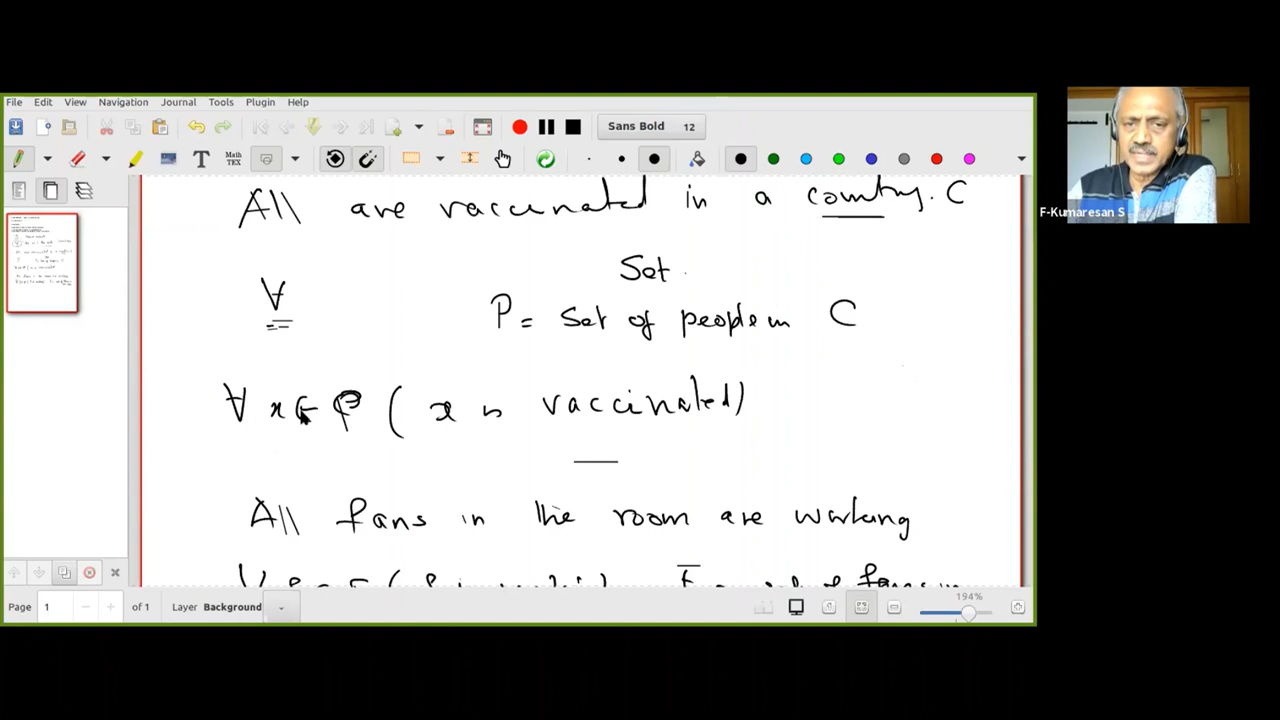 File Edit View Navigation Journal Tools Plugin Help
Sans Bold 12
T Math TEX
All are vaccinated in a country. C
Set
∀ P = Set of people in C
∀ x ∈ P ( x is vaccinated)
All fans in the room are working
Page 1 of 1 Layer Background 194%
F-Kumaresan S